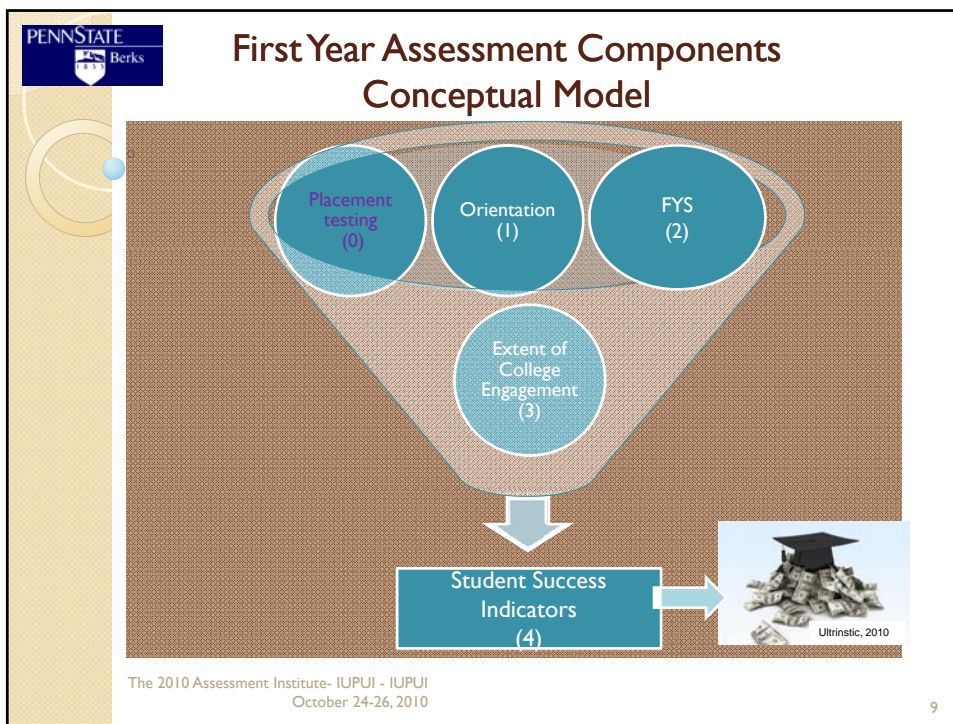 PENNSTATE
Berks
1855
First Year Assessment Components
Conceptual Model
Placement
testing
(0)
Orientation
(1)
FYS
(2)
Extent of
College
Engagement
(3)
Student Success
Indicators
(4)
Ultrinstic, 2010
The 2010 Assessment Institute- IUPUI - IUPUI
October 24-26, 2010
9